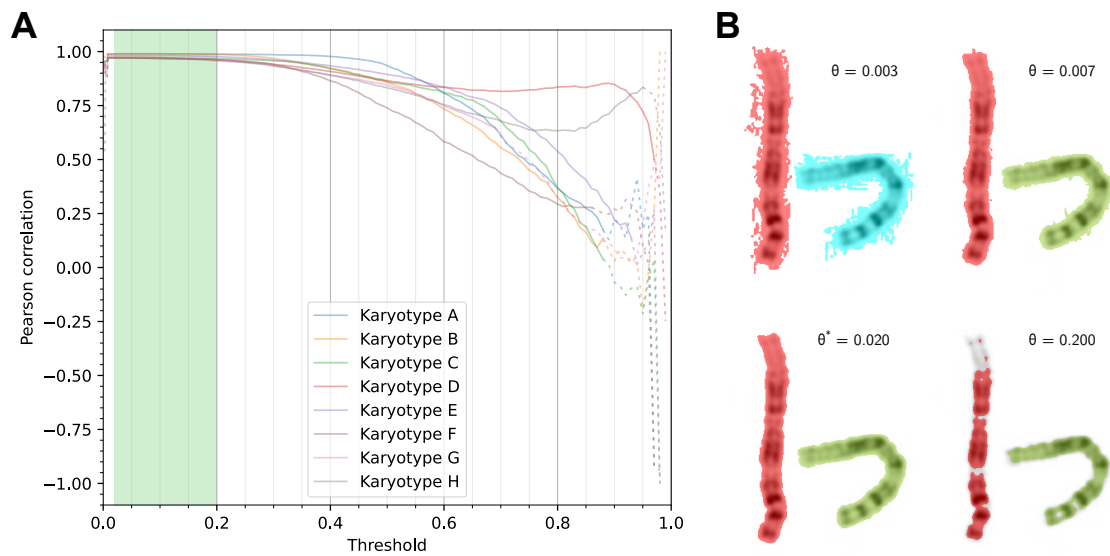 A
B
1.00
0.75
0.50
0.25
0.00
−0.25
−0.50
−0.75
−1.00
Pearson correlation
0.0
0.2
0.4
0.6
0.8
1.0
Threshold
Karyotype A
Karyotype B
Karyotype C
Karyotype D
Karyotype E
Karyotype F
Karyotype G
Karyotype H
θ = 0.003
θ = 0.007
θ* = 0.020
θ = 0.200